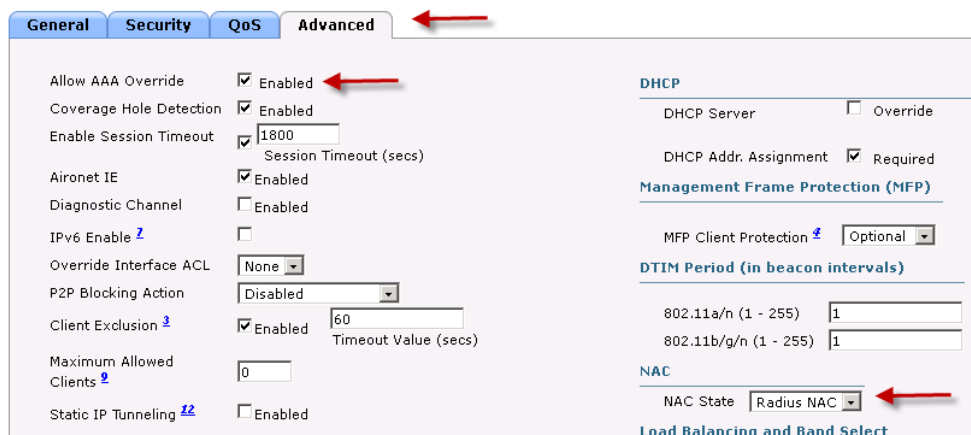 General Security QoS Advanced
Allow AAA Override Enabled
Coverage Hole Detection Enabled
Enable Session Timeout 1800
Session Timeout (secs)
Aironet IE Enabled
Diagnostic Channel Enabled
IPv6 Enable 7
Override Interface ACL None
P2P Blocking Action Disabled
Client Exclusion 3 Enabled 60
Timeout Value (secs)
Maximum Allowed
Clients 9 0
Static IP Tunneling 12 Enabled
DHCP
DHCP Server Override
DHCP Addr. Assignment Required
Management Frame Protection (MFP)
MFP Client Protection 4 Optional
DTIM Period (in beacon intervals)
802.11a/n (1 - 255) 1
802.11b/g/n (1 - 255) 1
NAC
NAC State Radius NAC
Load Balancing and Band Select